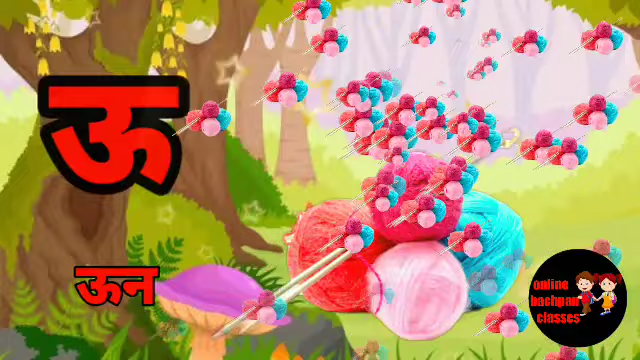 ऊ
ऊन
online
bachpan
classes